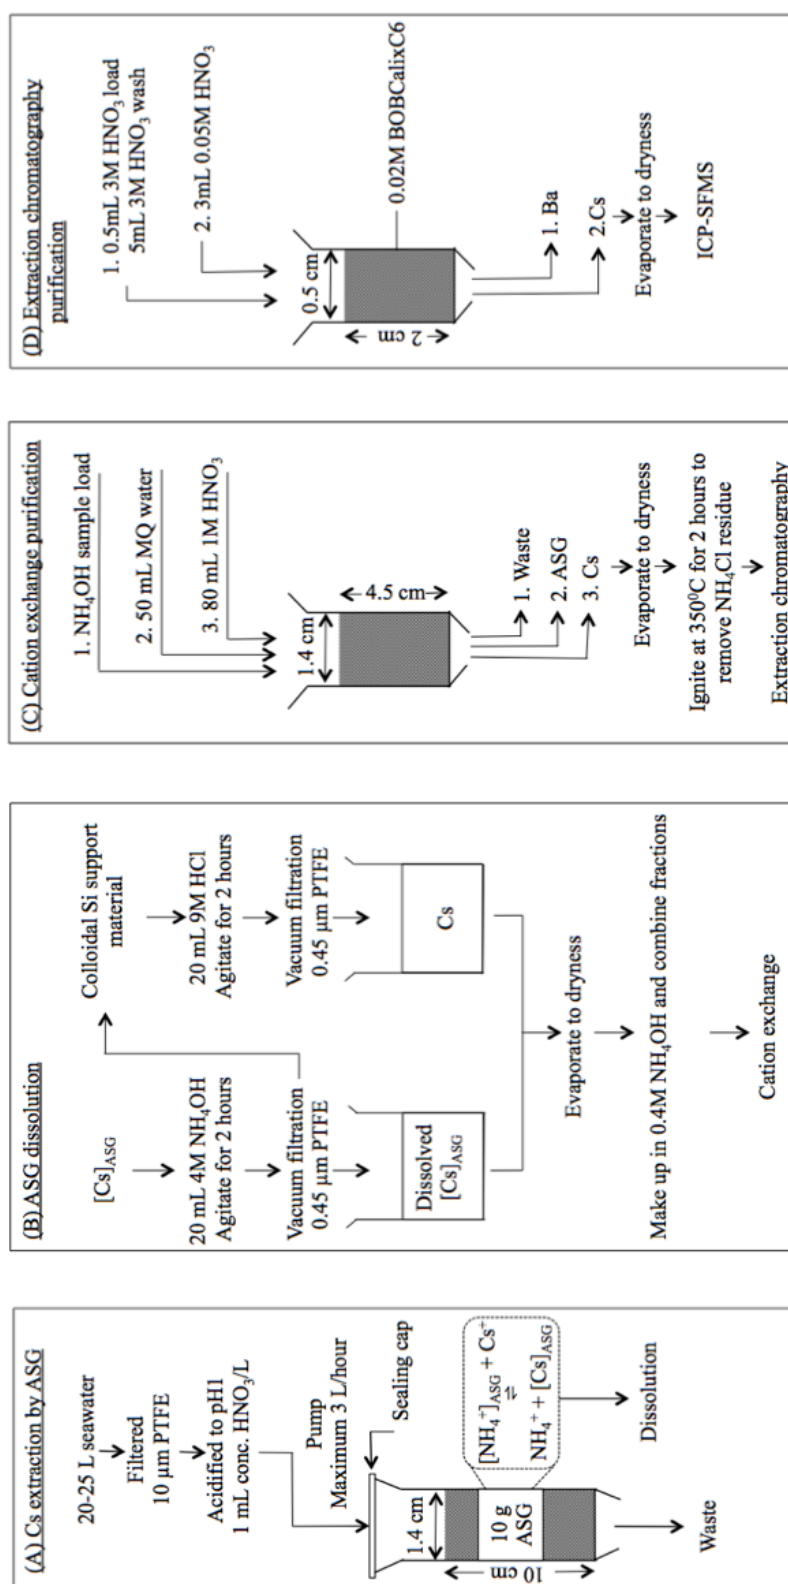 (A) Cs extraction by ASG
20-25 L seawater
Filtered
10 µm PTFE
Acidified to pH1
1 mL conc. HNO₃/L
Pump
Maximum 3 L/hour
Sealing cap
1.4 cm
10 cm
10 g
ASG
[NH₄⁺]ASG + Cs⁺
⇌
NH₄⁺ + [Cs]ASG
Dissolution
Waste
(B) ASG dissolution
[Cs]ASG
20 mL 4M NH₄OH
Agitate for 2 hours
Vacuum filtration
0.45 µm PTFE
Dissolved
[Cs]ASG
Colloidal Si support
material
20 mL 9M HCl
Agitate for 2 hours
Vacuum filtration
0.45 µm PTFE
Cs
Evaporate to dryness
Make up in 0.4M NH₄OH and combine fractions
Cation exchange
(C) Cation exchange purification
1. NH₄OH sample load
2. 50 mL MQ water
3. 80 mL 1M HNO₃
1.4 cm
4.5 cm
1. Waste
2. ASG
3. Cs
Evaporate to dryness
Ignite at 350⁰C for 2 hours to
remove NH₄Cl residue
Extraction chromatography
(D) Extraction chromatography
purification
1. 0.5mL 3M HNO₃ load
5mL 3M HNO₃ wash
2. 3mL 0.05M HNO₃
0.5 cm
2 cm
0.02M BOBCalixC6
1. Ba
2.Cs
Evaporate to dryness
ICP-SFMS